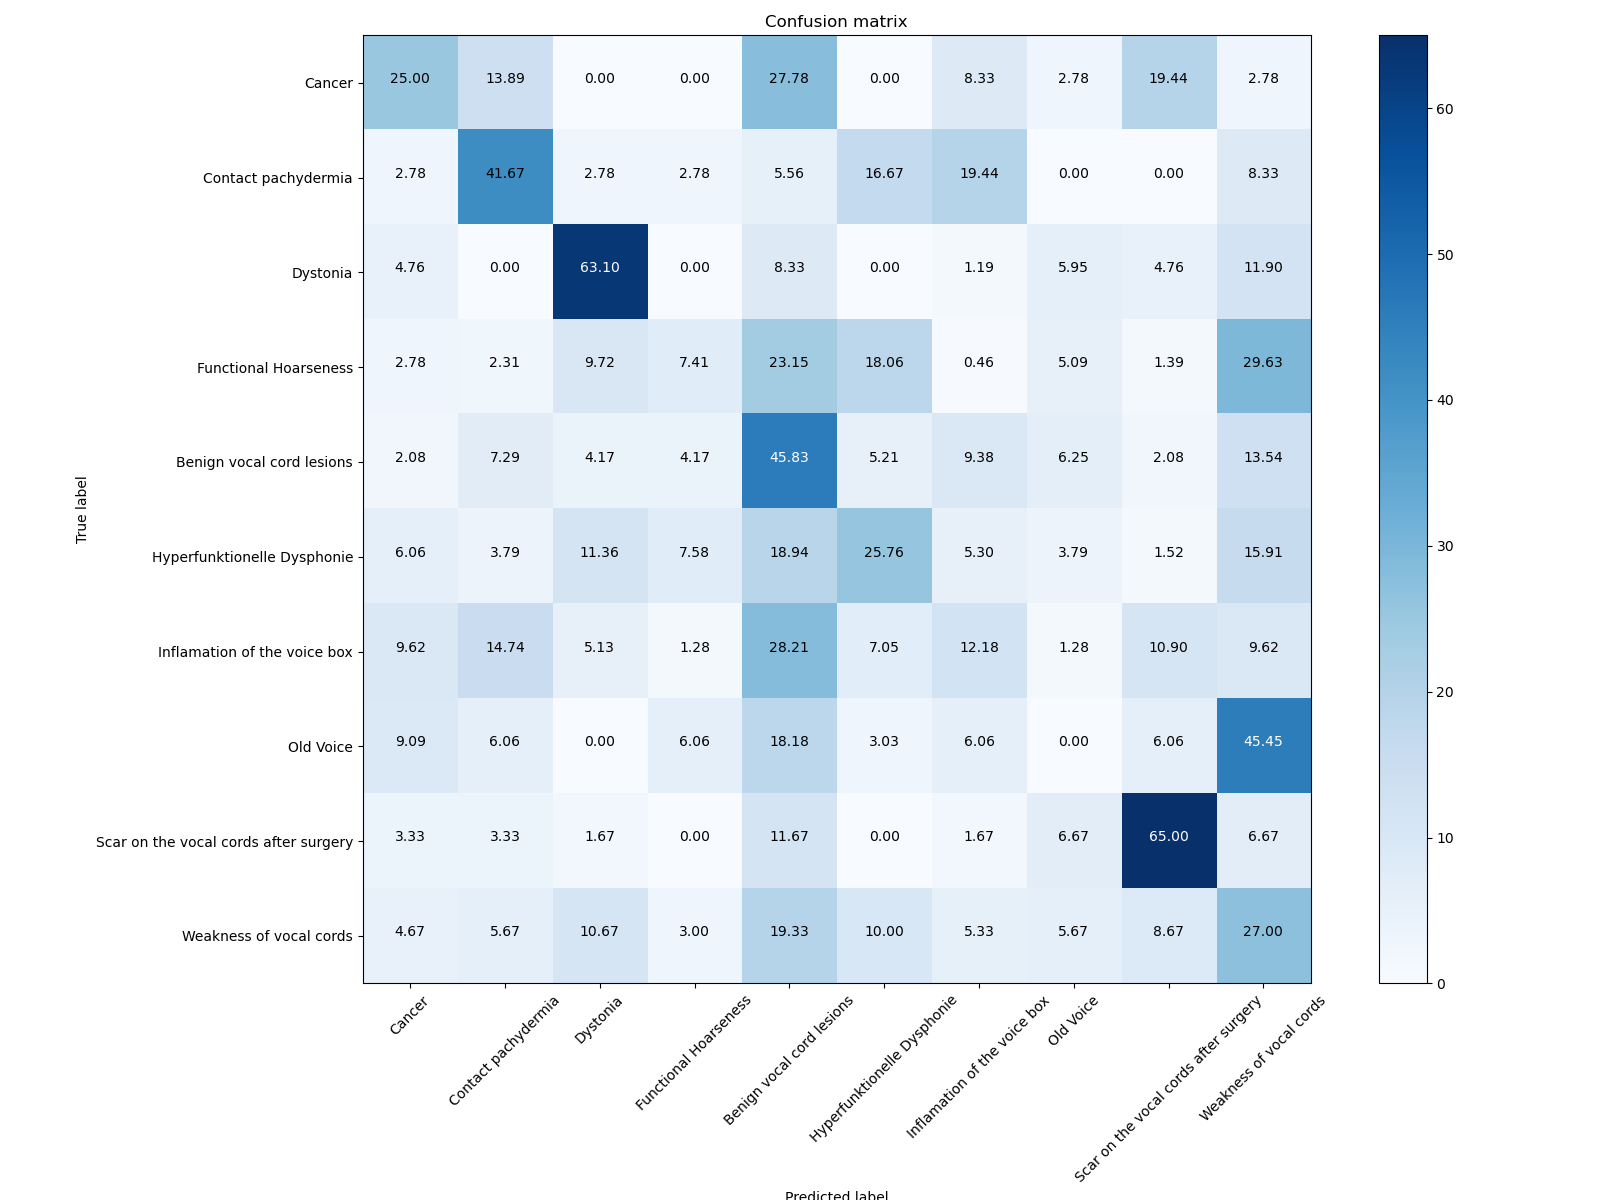 Confusion matrix
Cancer 25.00 13.89 0.00 0.00 27.78 0.00 8.33 2.78 19.44 2.78
Contact pachydermia 2.78 41.67 2.78 2.78 5.56 16.67 19.44 0.00 0.00 8.33
Dystonia 4.76 0.00 63.10 0.00 8.33 0.00 1.19 5.95 4.76 11.90
Functional Hoarseness 2.78 2.31 9.72 7.41 23.15 18.06 0.46 5.09 1.39 29.63
Benign vocal cord lesions 2.08 7.29 4.17 4.17 45.83 5.21 9.38 6.25 2.08 13.54
Hyperfunktionelle Dysphonie 6.06 3.79 11.36 7.58 18.94 25.76 5.30 3.79 1.52 15.91
Inflamation of the voice box 9.62 14.74 5.13 1.28 28.21 7.05 12.18 1.28 10.90 9.62
Old Voice 9.09 6.06 0.00 6.06 18.18 3.03 6.06 0.00 6.06 45.45
Scar on the vocal cords after surgery 3.33 3.33 1.67 0.00 11.67 0.00 1.67 6.67 65.00 6.67
Weakness of vocal cords 4.67 5.67 10.67 3.00 19.33 10.00 5.33 5.67 8.67 27.00
True label
Cancer
Contact pachydermia
Dystonia
Functional Hoarseness
Benign vocal cord lesions
Hyperfunktionelle Dysphonie
Inflamation of the voice box
Old Voice
Scar on the vocal cords after surgery
Weakness of vocal cords
Predicted label
60
50
40
30
20
10
0